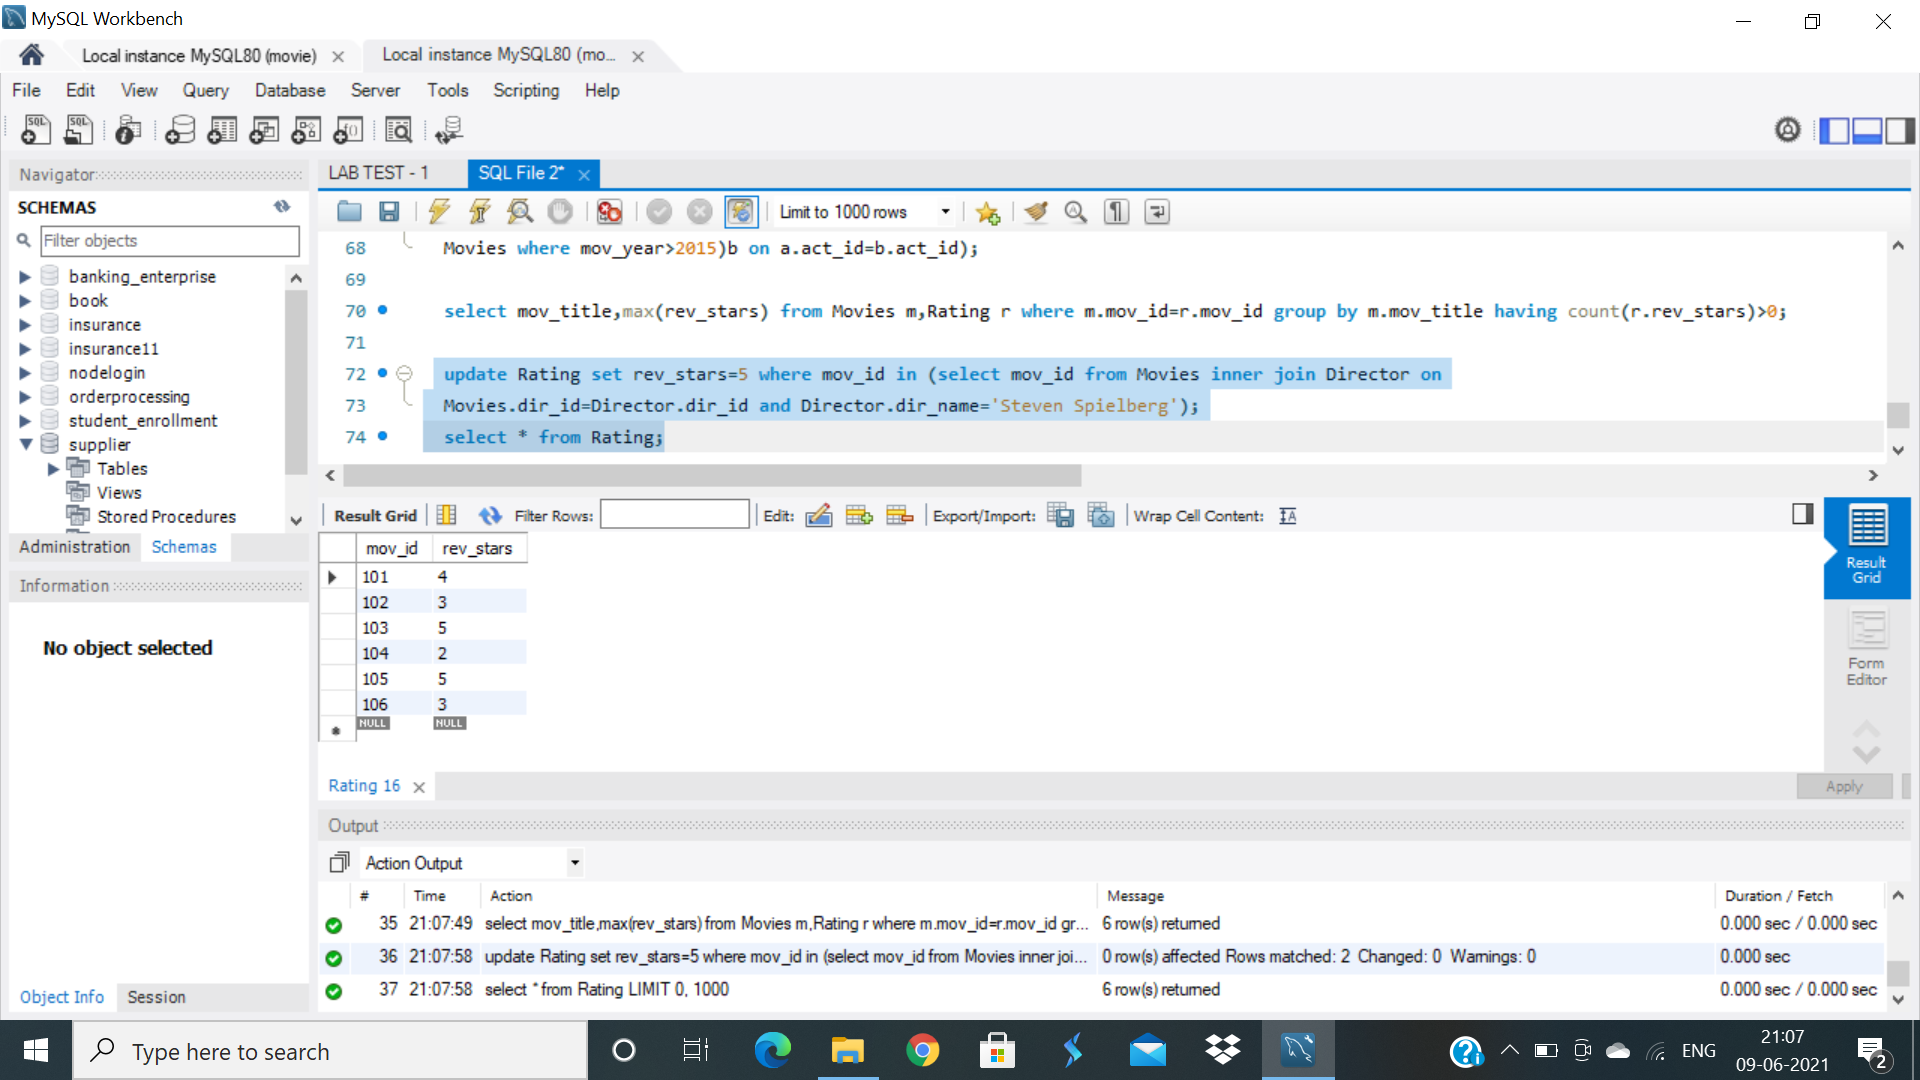 MySQL Workbench
Local instance MySQL80 (movie)
Local instance MySQL80 (mo...
File Edit View Query Database Server Tools Scripting Help
SQL SQL
Navigator
SCHEMAS
Filter objects
banking_enterprise
book
insurance
insurance11
nodelogin
orderprocessing
student_enrollment
supplier
Tables
Views
Stored Procedures
Administration Schemas
Information
No object selected
Object Info Session
LAB TEST - 1 SQL File 2*
Limit to 1000 rows
68 Movies where mov_year>2015)b on a.act_id=b.act_id);
69
70 select mov_title,max(rev_stars) from Movies m,Rating r where m.mov_id=r.mov_id group by m.mov_title having count(r.rev_stars)>0;
71
72 update Rating set rev_stars=5 where mov_id in (select mov_id from Movies inner join Director on
73 Movies.dir_id=Director.dir_id and Director.dir_name='Steven Spielberg');
74 select * from Rating;
Result Grid Filter Rows: Edit: Export/Import: Wrap Cell Content:
mov_id rev_stars
101 4
102 3
103 5
104 2
105 5
106 3
NULL NULL
Result Grid
Form Editor
Rating 16
Apply
Output
Action Output
# Time Action Message Duration / Fetch
35 21:07:49 select mov_title,max(rev_stars) from Movies m,Rating r where m.mov_id=r.mov_id gr... 6 row(s) returned 0.000 sec / 0.000 sec
36 21:07:58 update Rating set rev_stars=5 where mov_id in (select mov_id from Movies inner joi... 0 row(s) affected Rows matched: 2 Changed: 0 Warnings: 0 0.000 sec
37 21:07:58 select * from Rating LIMIT 0, 1000 6 row(s) returned 0.000 sec / 0.000 sec
Type here to search
ENG
21:07
09-06-2021
2